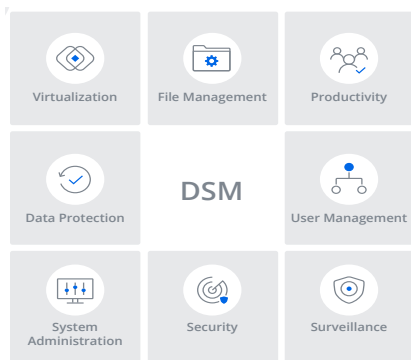 Virtualization
File Management
Productivity
Data Protection
DSM
User Management
System
Administration
Security
Surveillance